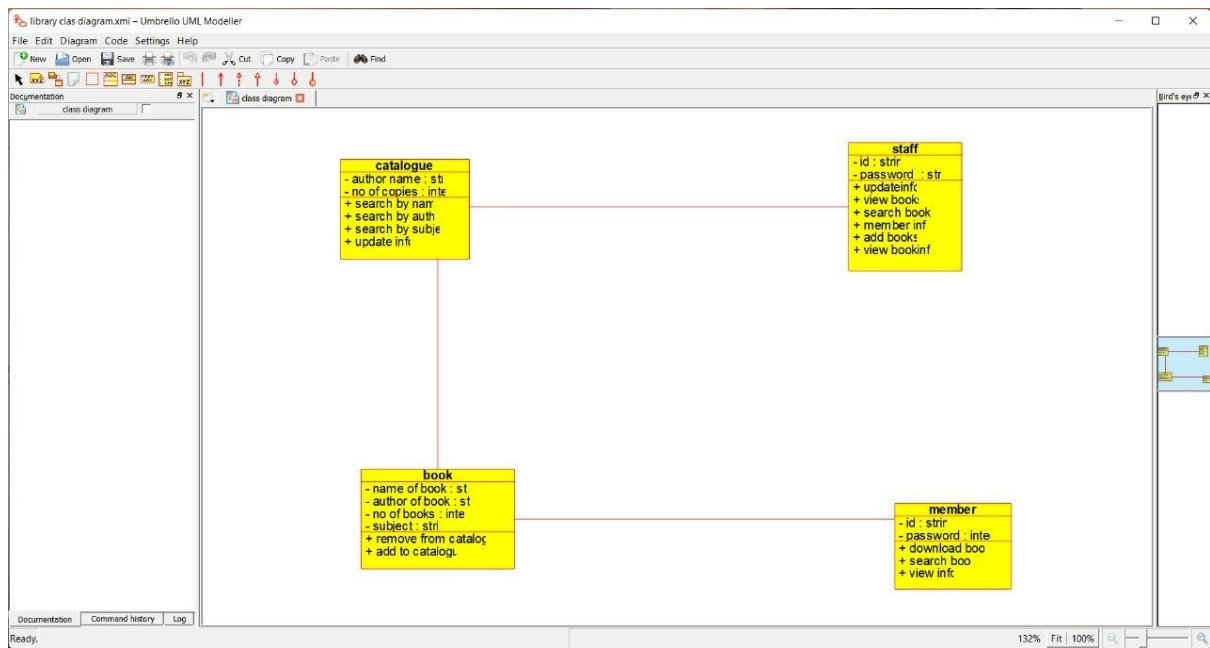 library clas diagram.xmi – Umbrello UML Modeller
File Edit Diagram Code Settings Help
New Open Save Cut Copy Paste Find
Documentation
class diagram
class diagram
Bird's eye
catalogue
- author name : str
- no of copies : inte
+ search by nam
+ search by auth
+ search by subje
+ update info
staff
- id : strin
- password : str
+ updateinfo
+ view books
+ search book
+ member inf
+ add books
+ view bookinf
book
- name of book : st
- author of book : st
- no of books : inte
- subject : stri
+ remove from catalog
+ add to catalogu
member
- id : strin
- password : inte
+ download boo
+ search boo
+ view info
Documentation Command history Log
Ready.
132% Fit 100%